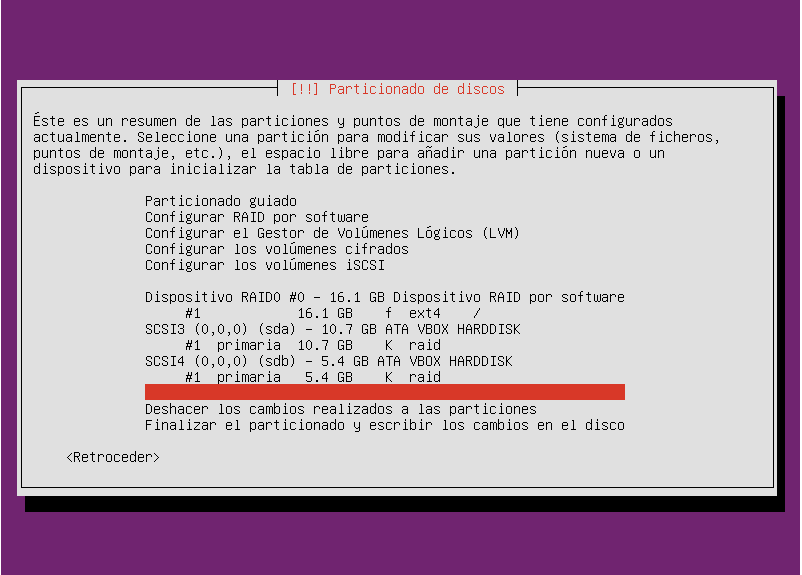 [!!] Particionado de discos
Éste es un resumen de las particiones y puntos de montaje que tiene configurados
actualmente. Seleccione una partición para modificar sus valores (sistema de ficheros,
puntos de montaje, etc.), el espacio libre para añadir una partición nueva o un
dispositivo para inicializar la tabla de particiones.
Particionado guiado
Configurar RAID por software
Configurar el Gestor de Volúmenes Lógicos (LVM)
Configurar los volúmenes cifrados
Configurar los volúmenes iSCSI
Dispositivo RAID0 #0 – 16.1 GB Dispositivo RAID por software
#1 16.1 GB f ext4 /
SCSI3 (0,0,0) (sda) – 10.7 GB ATA VBOX HARDDISK
#1 primaria 10.7 GB K raid
SCSI4 (0,0,0) (sdb) – 5.4 GB ATA VBOX HARDDISK
#1 primaria 5.4 GB K raid
Deshacer los cambios realizados a las particiones
Finalizar el particionado y escribir los cambios en el disco
<Retroceder>